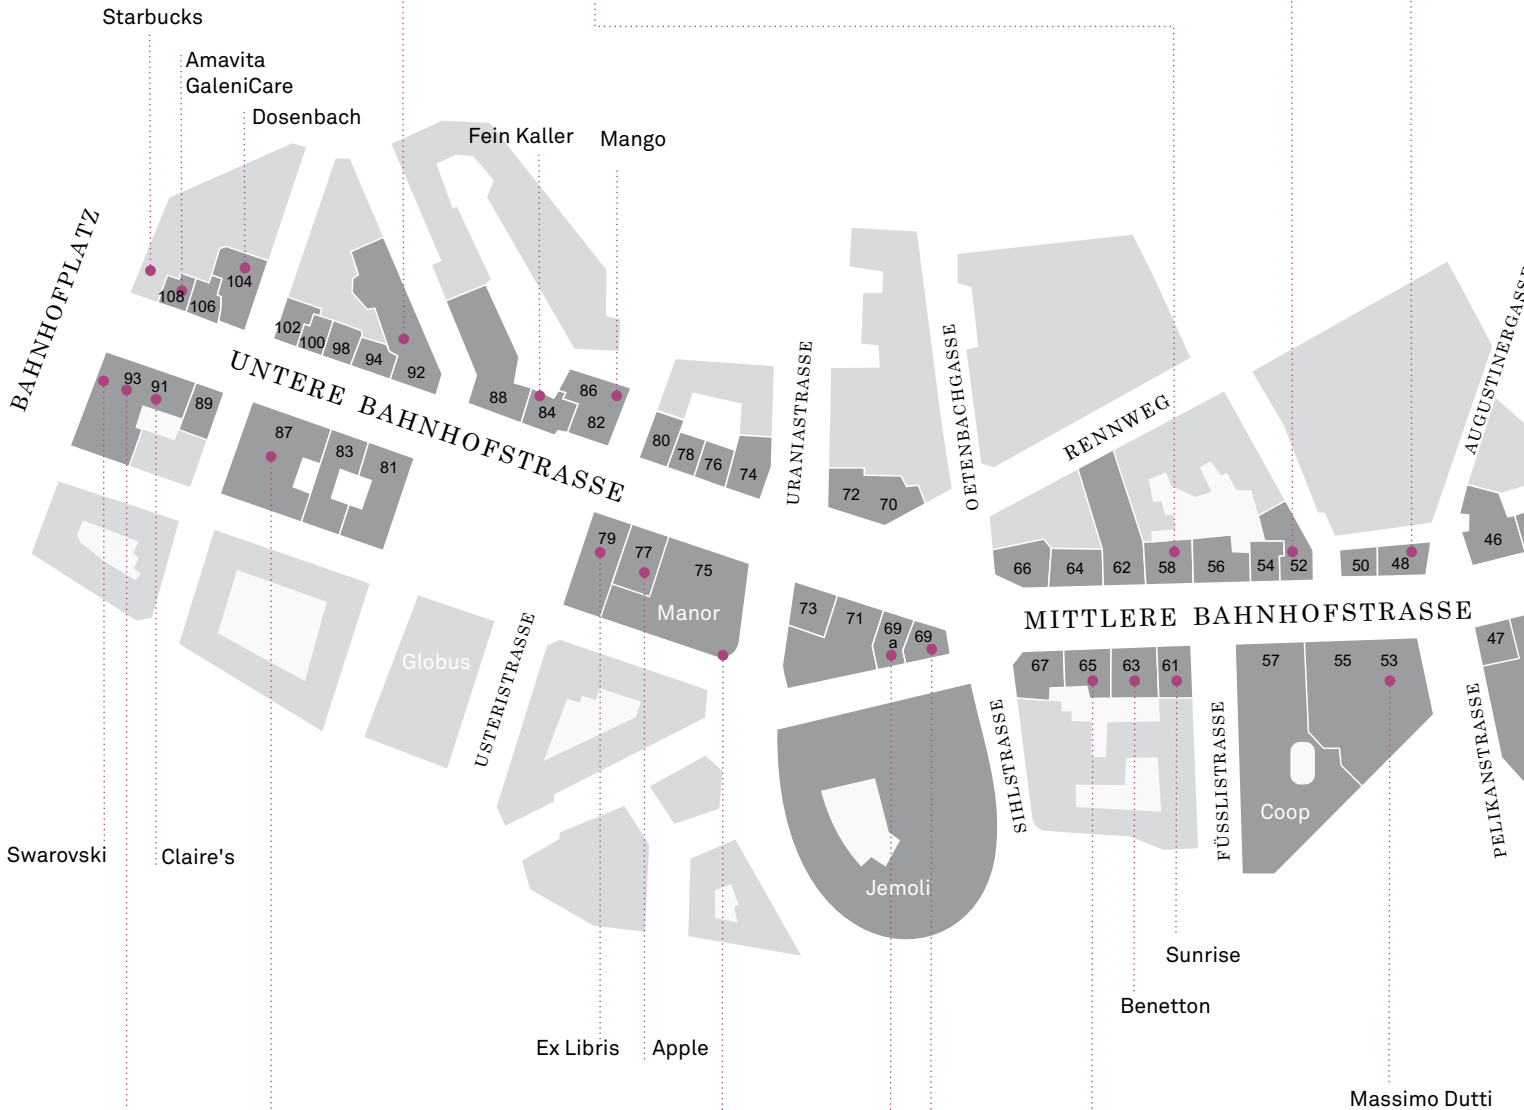 Starbucks
Amavita
GaleniCare
Dosenbach
Fein Kaller
Mango
BAHNHOFPLATZ
108
106
104
102
100
98
94
92
UNTERE BAHNHOFSTRASSE
93
91
89
87
83
81
88
84
86
82
80
78
76
74
URANIASTRASSE
72
70
OETENBACHGASSE
RENNWEG
AUGUSTINERGASSE
66
64
62
58
56
54
52
50
48
46
MITTLERE BAHNHOFSTRASSE
79
77
75
Manor
73
71
69
a
69
67
65
63
61
57
55
53
47
Globus
USTERISTRASSE
SIHLSTRASSE
FÜSSLISTRASSE
PELIKANSTRASSE
Coop
Jemoli
Swarovski
Claire's
Sunrise
Benetton
Ex Libris
Apple
Massimo Dutti